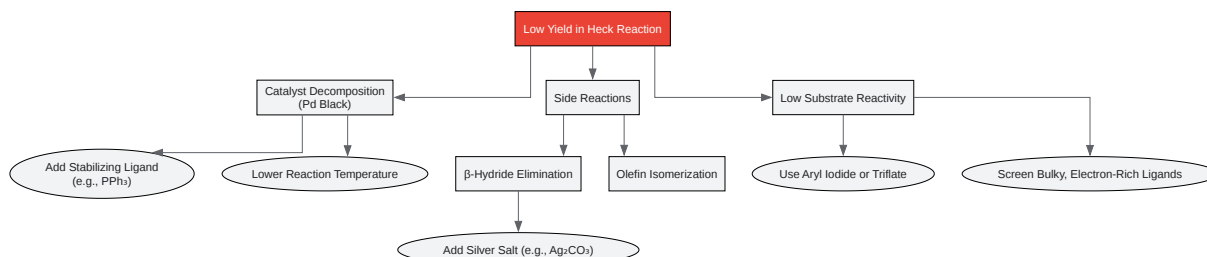 Low Yield in Heck Reaction
Catalyst Decomposition
(Pd Black)
Side Reactions
Low Substrate Reactivity
Add Stabilizing Ligand
(e.g., PPh₃)
Lower Reaction Temperature
β-Hydride Elimination
Olefin Isomerization
Use Aryl Iodide or Triflate
Screen Bulky, Electron-Rich Ligands
Add Silver Salt (e.g., Ag₂CO₃)